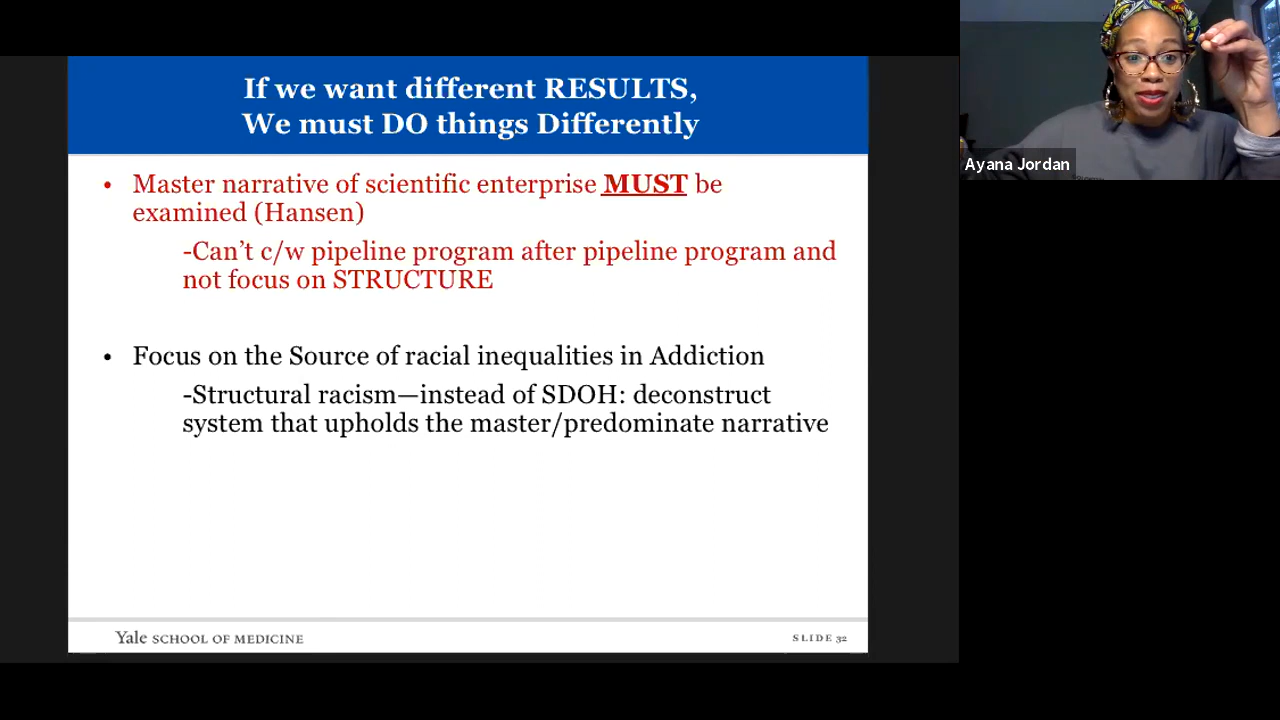 If we want different RESULTS,
We must DO things Differently
• Master narrative of scientific enterprise MUST be
examined (Hansen)
-Can’t c/w pipeline program after pipeline program and
not focus on STRUCTURE
• Focus on the Source of racial inequalities in Addiction
-Structural racism—instead of SDOH: deconstruct
system that upholds the master/predominate narrative
Yale SCHOOL OF MEDICINE
SLIDE 32
Ayana Jordan